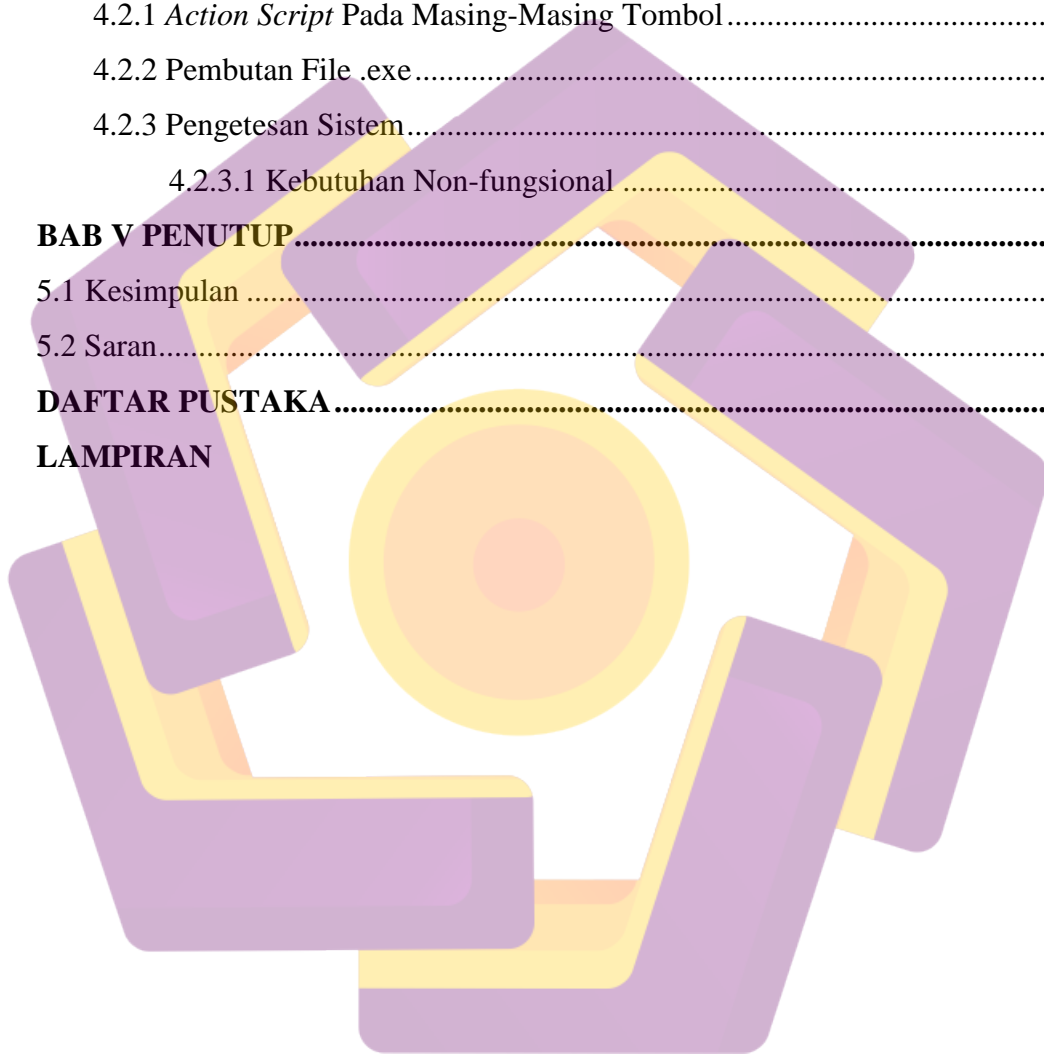 4.2.1 Action Script Pada Masing-Masing Tombol........................................
4.2.2 Pembutan File .exe................................................................................
4.2.3 Pengetesan Sistem.................................................................................
4.2.3.1 Kebutuhan Non-fungsional .....................................................
BAB V PENUTUP.........................................................................................
5.1 Kesimpulan ..............................................................................................
5.2 Saran.........................................................................................................
DAFTAR PUSTAKA....................................................................................
LAMPIRAN